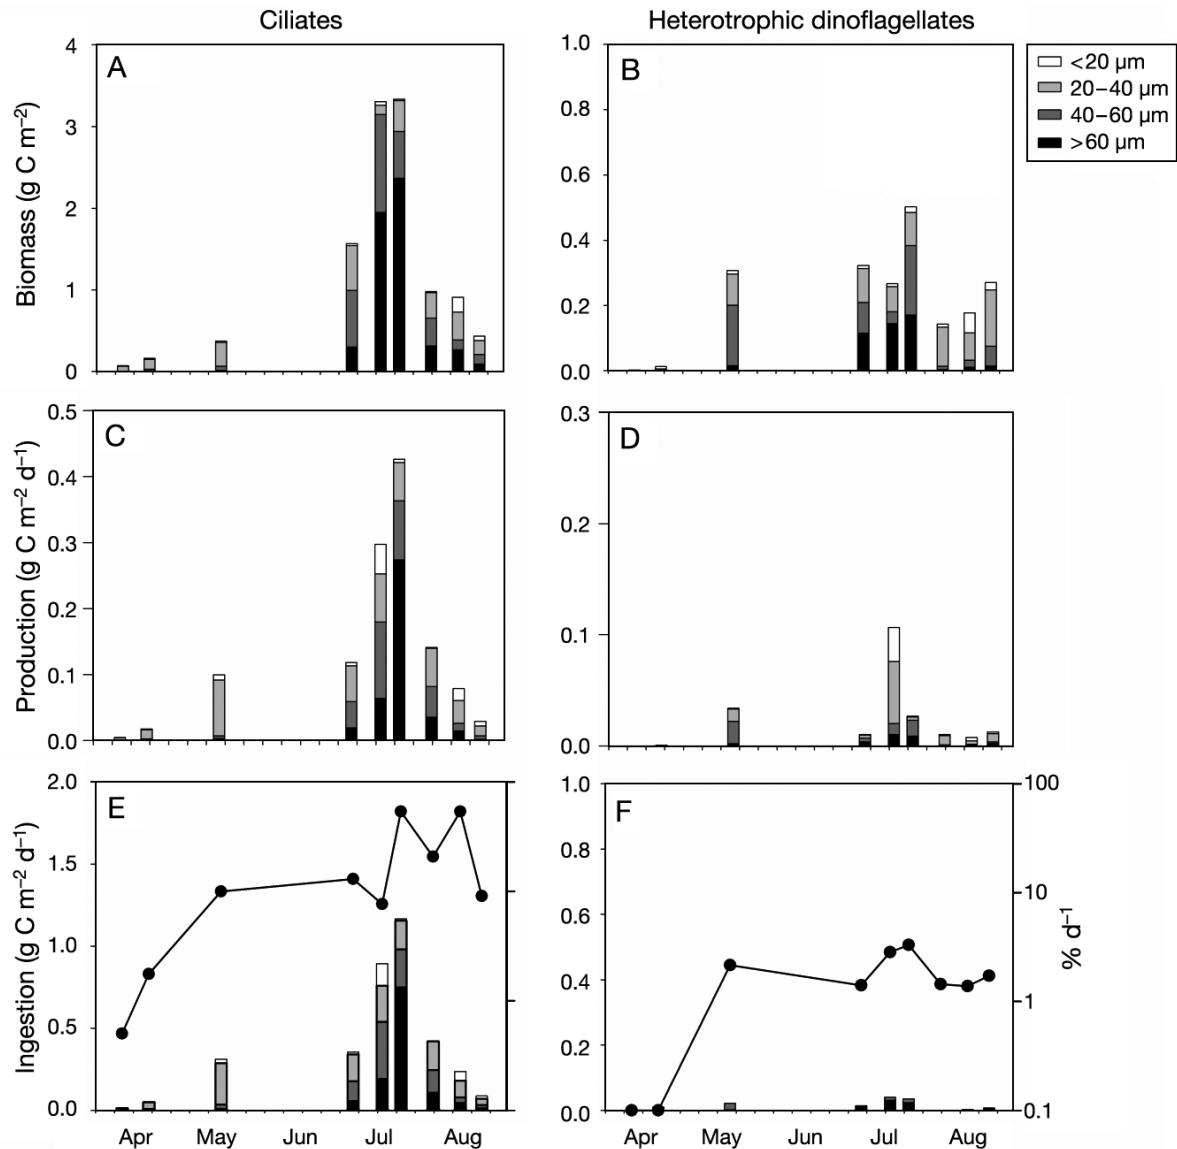 Ciliates
Heterotrophic dinoflagellates
A
B
<20 µm
20–40 µm
40–60 µm
>60 µm
Biomass (g C m⁻²)
4
3
2
1
0
1.0
0.8
0.6
0.4
0.2
0.0
C
D
Production (g C m⁻² d⁻¹)
0.5
0.4
0.3
0.2
0.1
0.0
0.3
0.2
0.1
0.0
E
F
Ingestion (g C m⁻² d⁻¹)
2.0
1.5
1.0
0.5
0.0
1.0
0.8
0.6
0.4
0.2
0.0
100
10
1
0.1
% d⁻¹
Apr May Jun Jul Aug
Apr May Jun Jul Aug